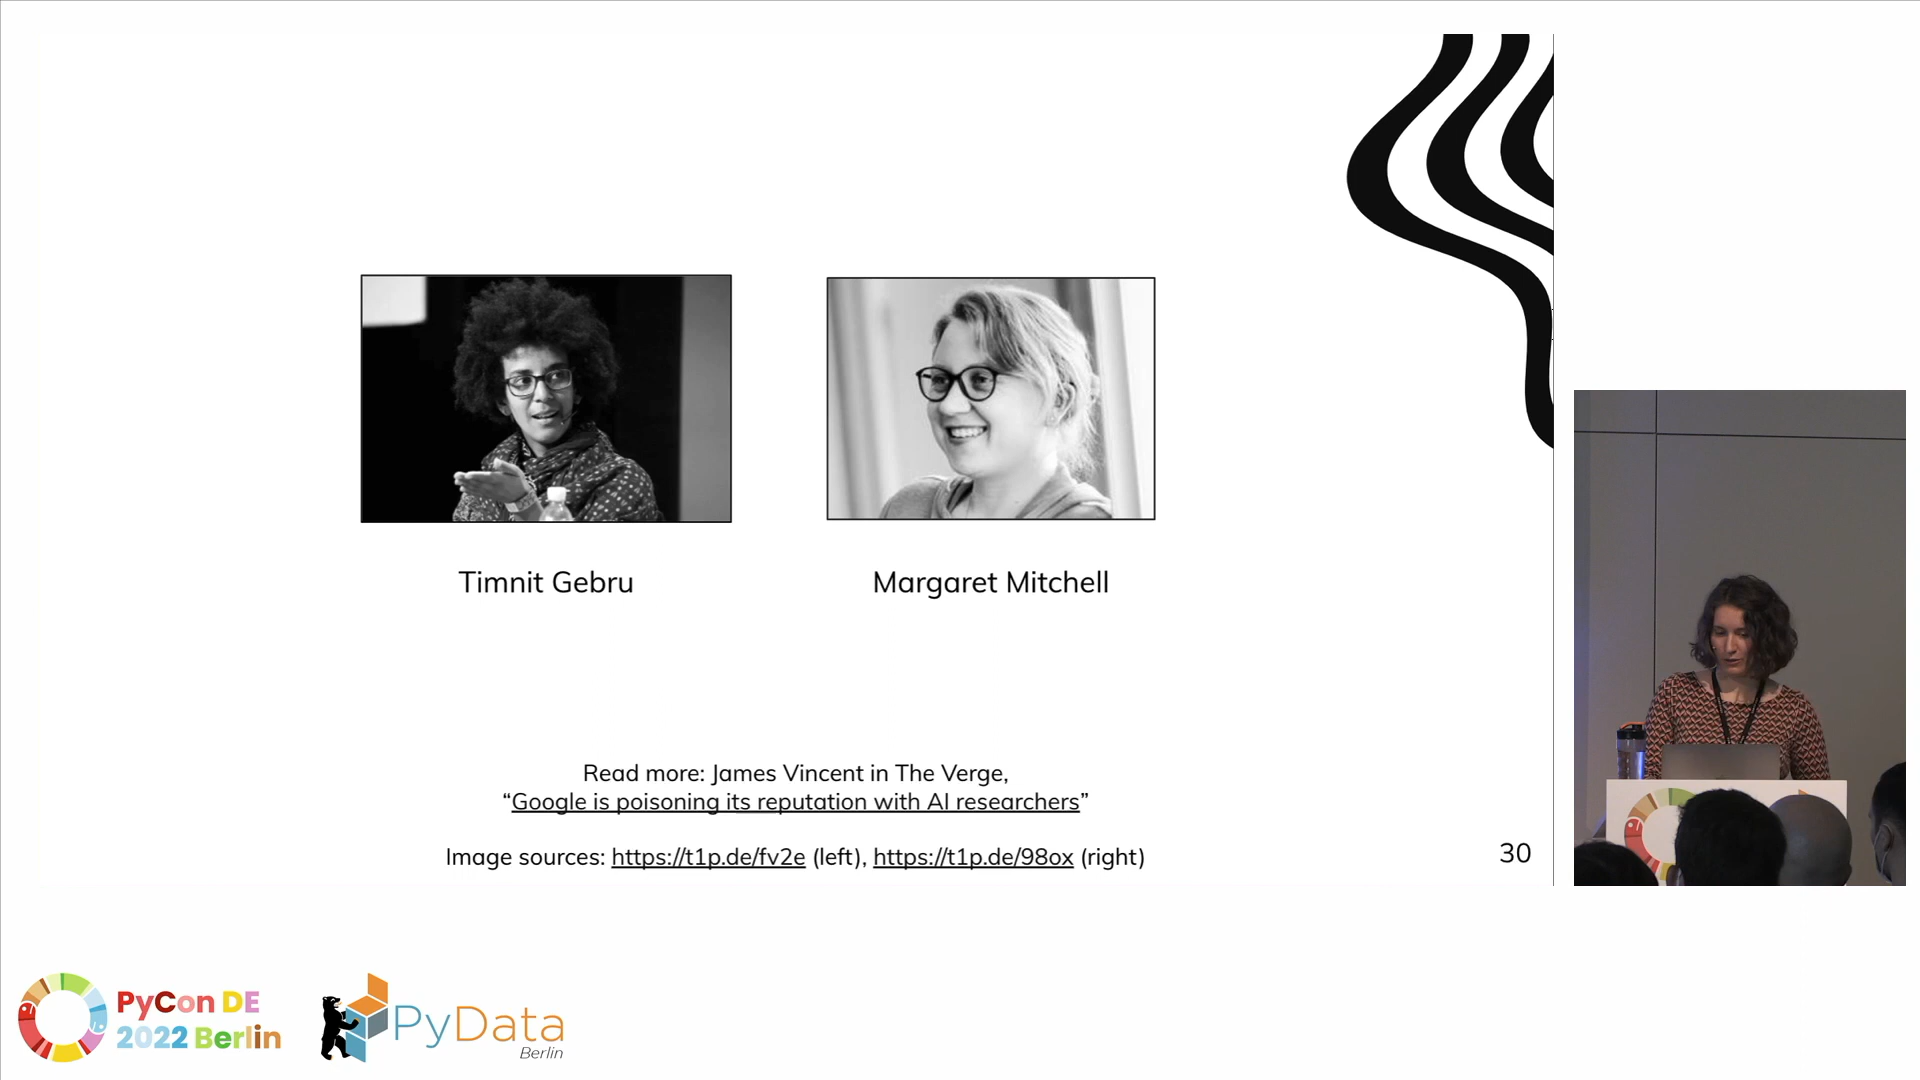 Timnit Gebru
Margaret Mitchell
Read more: James Vincent in The Verge,
“Google is poisoning its reputation with AI researchers”
Image sources: https://t1p.de/fv2e (left), https://t1p.de/98ox (right)
30
PyCon DE
2022 Berlin
PyData
Berlin